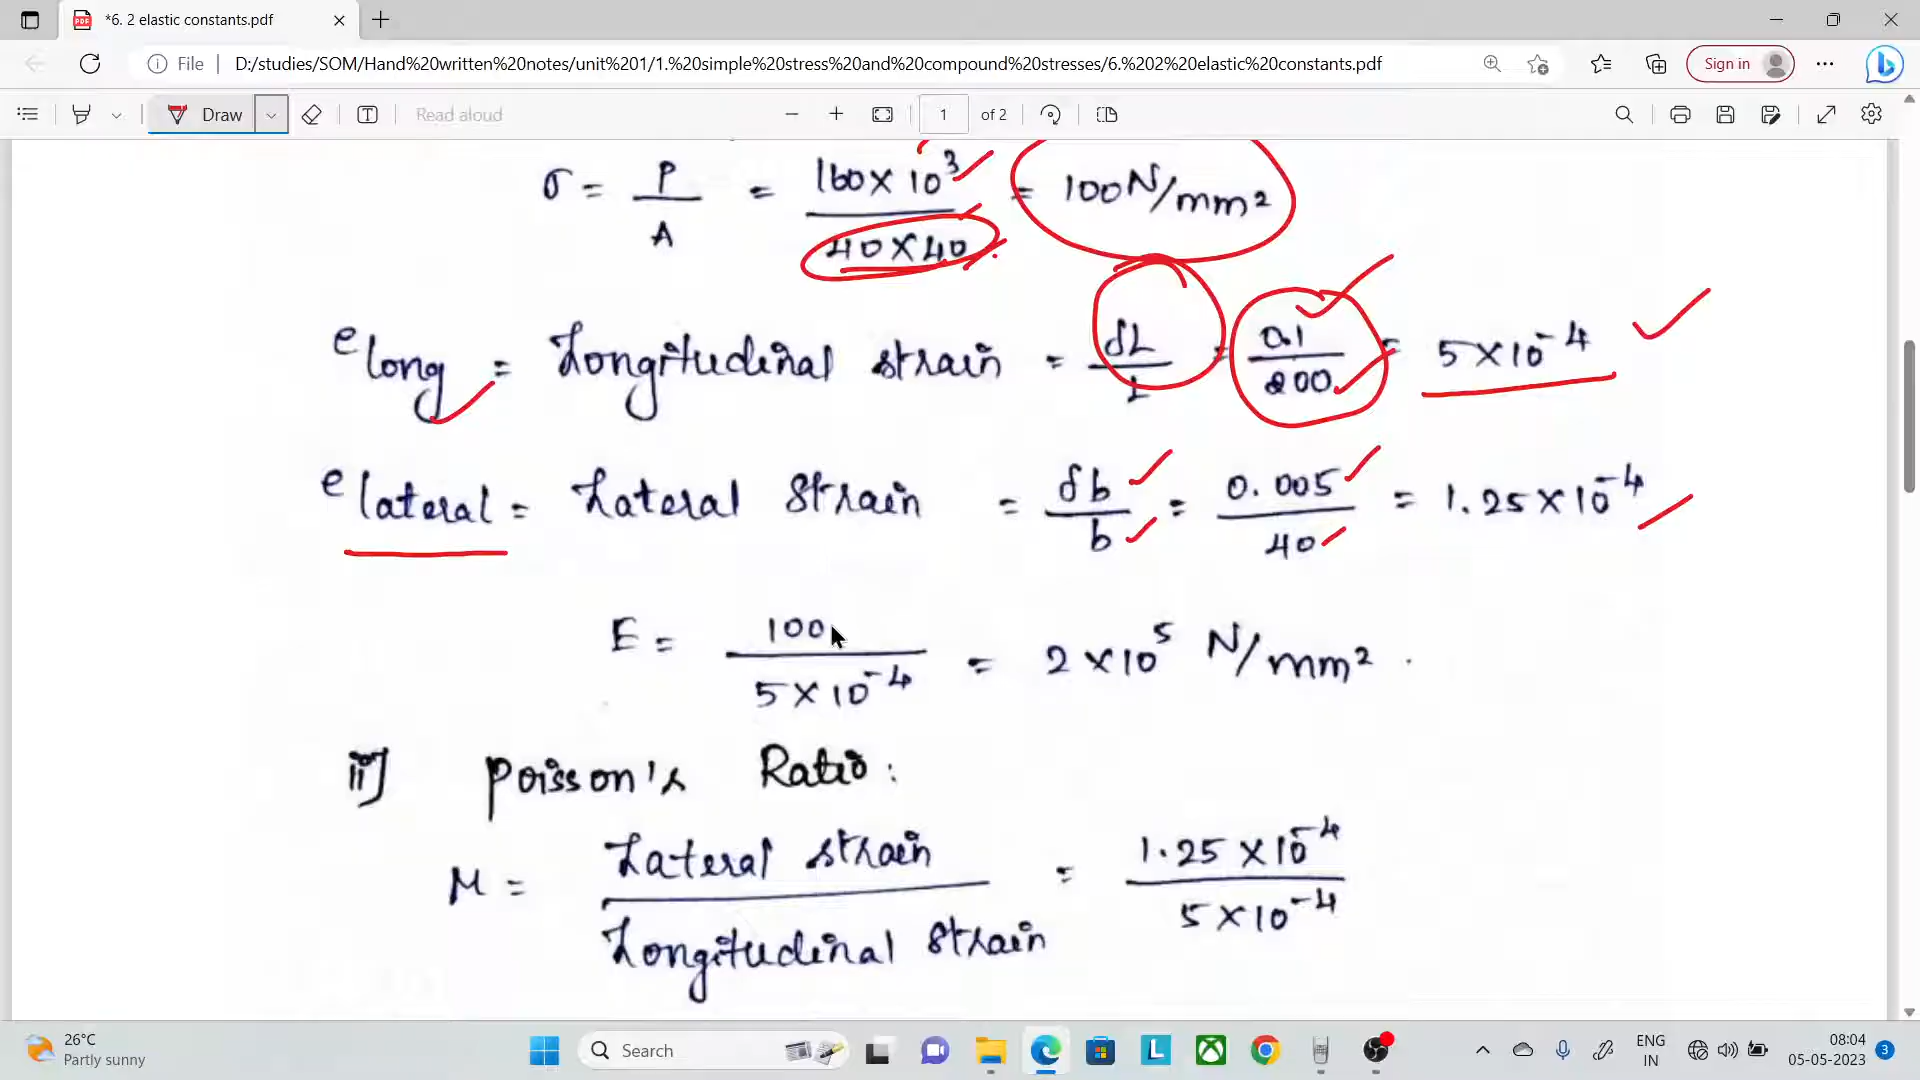 *6. 2 elastic constants.pdf
File D:/studies/SOM/Hand%20written%20notes/unit%201/1.%20simple%20stress%20and%20compound%20stresses/6.%202%20elastic%20constants.pdf Sign in
Draw Read aloud 1 of 2
σ = P/A = 160×10³/40×40 = 100 N/mm²
e long = Longitudinal strain = δL/L = 0.1/200 = 5×10⁻⁴
e lateral = Lateral strain = δb/b = 0.005/40 = 1.25×10⁻⁴
E = 100/5×10⁻⁴ = 2×10⁵ N/mm².
ii] Poisson's Ratio:
μ = Lateral strain/Longitudinal strain = 1.25×10⁻⁴/5×10⁻⁴
26°C
Partly sunny
Search
ENG
IN
08:04
05-05-2023
3